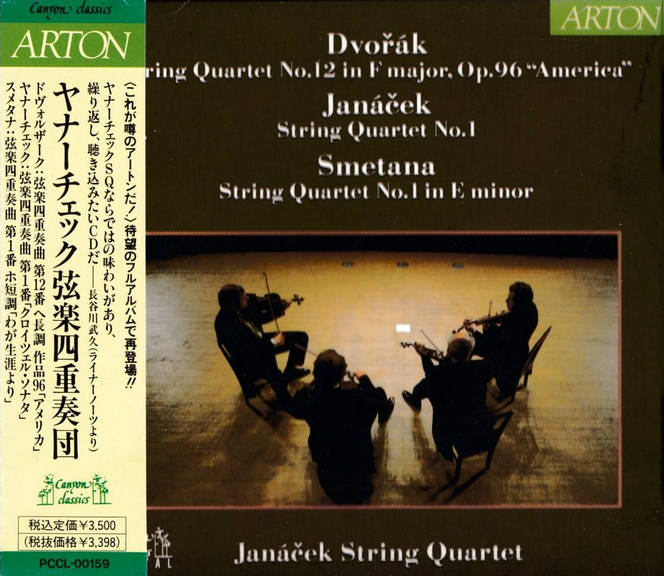 Canyon classics
ARTON
〈これが噂のアートンだ!〉待望のフルアルバムで再登場!!
ヤナーチェックSQならではの味わいがあり、
繰り返し、聴き込みたいCDだ――長谷川武久(ライナーノーツより)
ヤナーチェック弦楽四重奏団
ドヴォルザーク:弦楽四重奏曲 第12番 ヘ長調 作品96「アメリカ」
ヤナーチェック:弦楽四重奏曲 第1番「クロイツェル・ソナタ」
スメタナ:弦楽四重奏曲 第1番 ホ短調「わが生涯より」
Canyon
classics
税込定価¥3,500
(税抜価格¥3,398)
PCCL-00159
ARTON
Dvořák
ring Quartet No.12 in F major, Op.96 “America”
Janáček
String Quartet No.1
Smetana
String Quartet No.1 in E minor
Janáček String Quartet